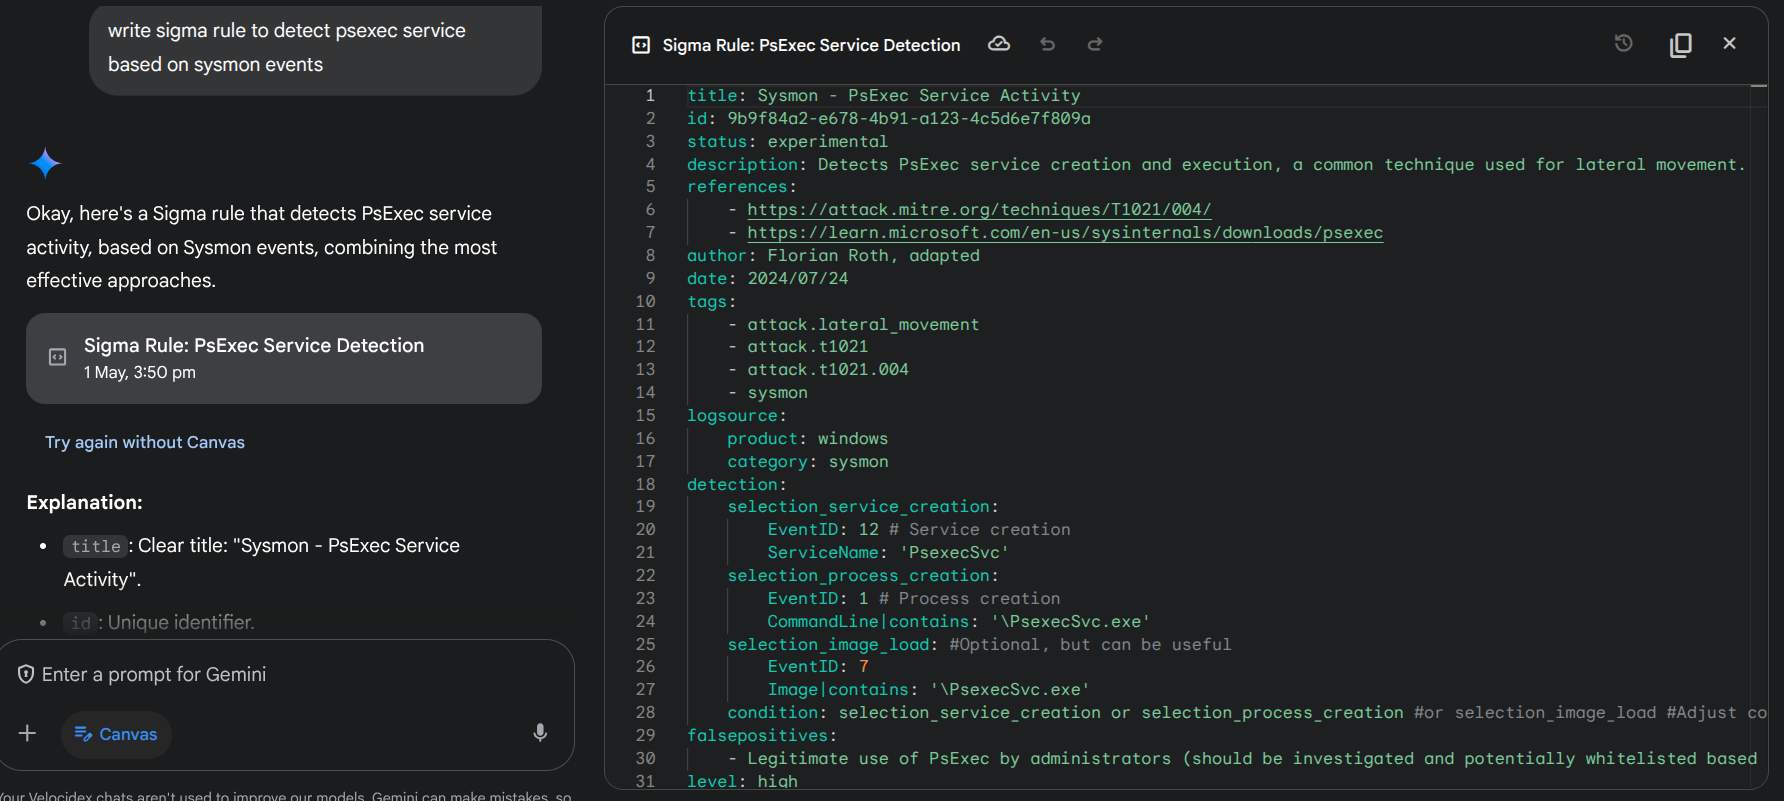 write sigma rule to detect psexec service
based on sysmon events
Okay, here's a Sigma rule that detects PsExec service
activity, based on Sysmon events, combining the most
effective approaches.
Sigma Rule: PsExec Service Detection
1 May, 3:50 pm
Try again without Canvas
Explanation:
title: Clear title: "Sysmon - PsExec Service
Activity".
id: Unique identifier.
Enter a prompt for Gemini
Canvas
Your Velocidex chats aren't used to improve our models. Gemini can make mistakes, so
Sigma Rule: PsExec Service Detection
1 title: Sysmon - PsExec Service Activity
2 id: 9b9f84a2-e678-4b91-a123-4c5d6e7f809a
3 status: experimental
4 description: Detects PsExec service creation and execution, a common technique used for lateral movement.
5 references:
6 - https://attack.mitre.org/techniques/T1021/004/
7 - https://learn.microsoft.com/en-us/sysinternals/downloads/psexec
8 author: Florian Roth, adapted
9 date: 2024/07/24
10 tags:
11 - attack.lateral_movement
12 - attack.t1021
13 - attack.t1021.004
14 - sysmon
15 logsource:
16 product: windows
17 category: sysmon
18 detection:
19 selection_service_creation:
20 EventID: 12 # Service creation
21 ServiceName: 'PsexecSvc'
22 selection_process_creation:
23 EventID: 1 # Process creation
24 CommandLine|contains: '\PsexecSvc.exe'
25 selection_image_load: #Optional, but can be useful
26 EventID: 7
27 Image|contains: '\PsexecSvc.exe'
28 condition: selection_service_creation or selection_process_creation #or selection_image_load #Adjust co
29 falsepositives:
30 - Legitimate use of PsExec by administrators (should be investigated and potentially whitelisted based
31 level: high